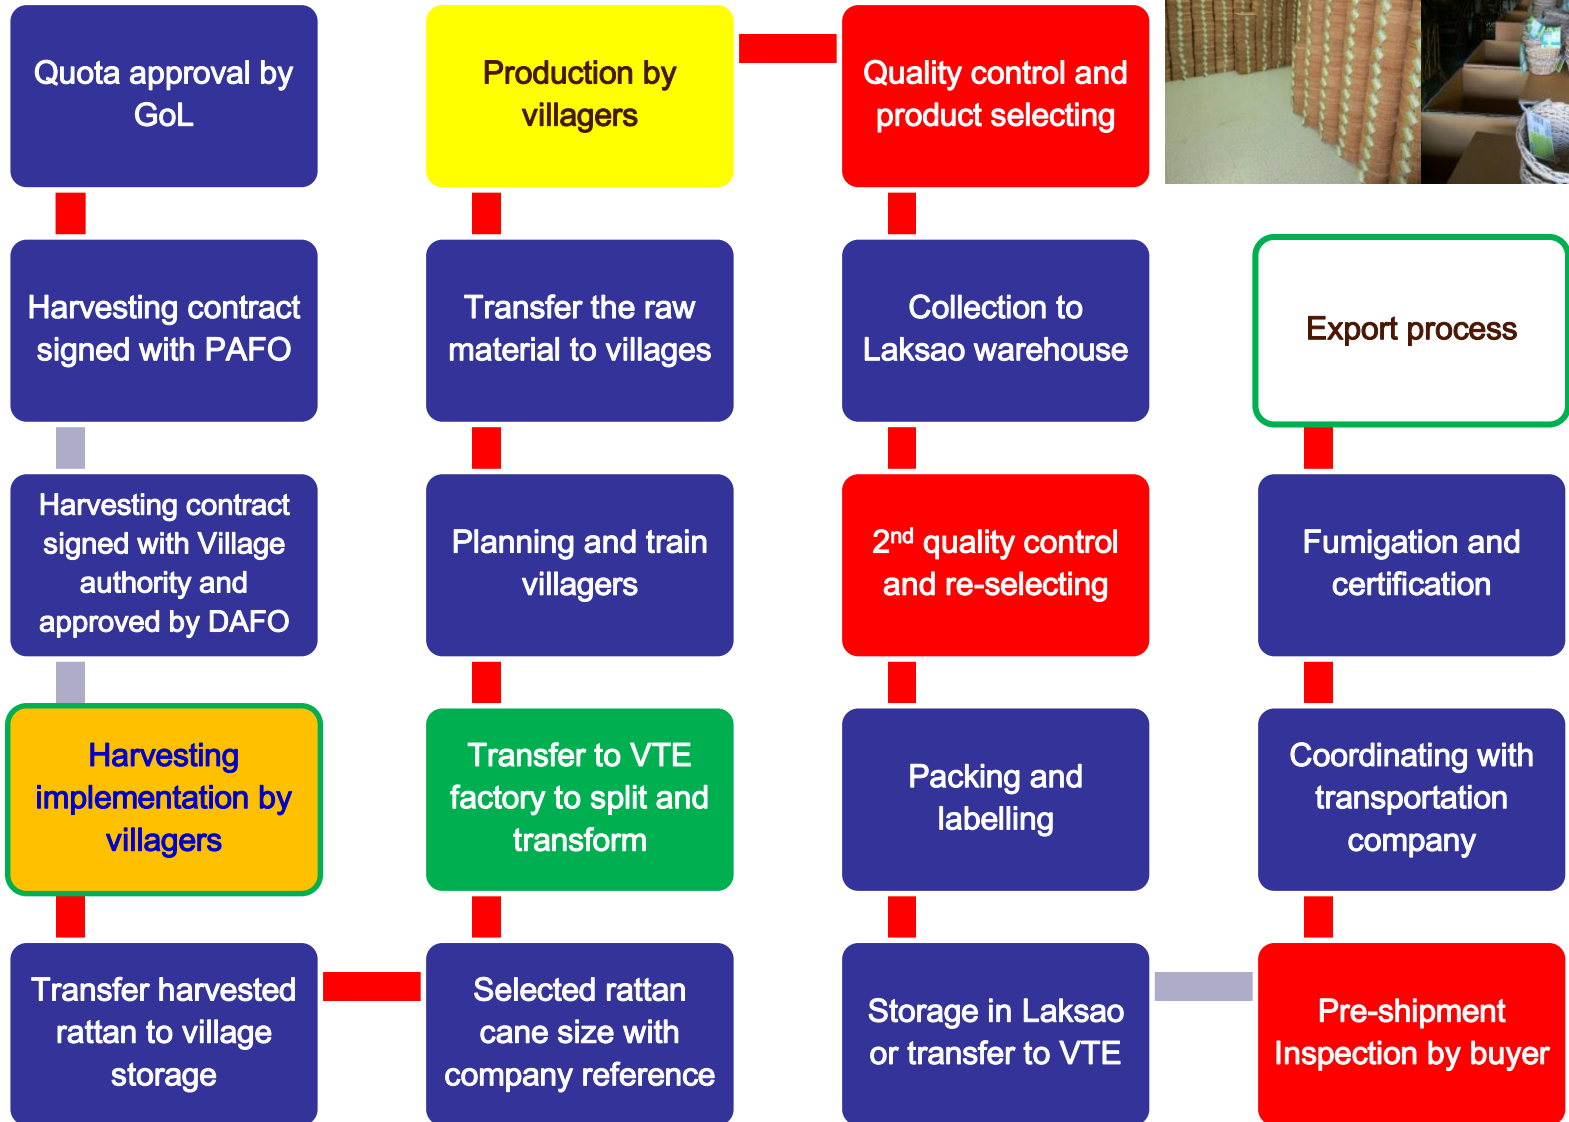 Quota approval by
GoL
Harvesting contract
signed with PAFO
Harvesting contract
signed with Village
authority and
approved by DAFO
Harvesting
implementation by
villagers
Transfer harvested
rattan to village
storage
Selected rattan
cane size with
company reference
Transfer to VTE
factory to split and
transform
Planning and train
villagers
Transfer the raw
material to villages
Production by
villagers
Quality control and
product selecting
Collection to
Laksao warehouse
2nd quality control
and re-selecting
Packing and
labelling
Storage in Laksao
or transfer to VTE
Pre-shipment
Inspection by buyer
Coordinating with
transportation
company
Fumigation and
certification
Export process